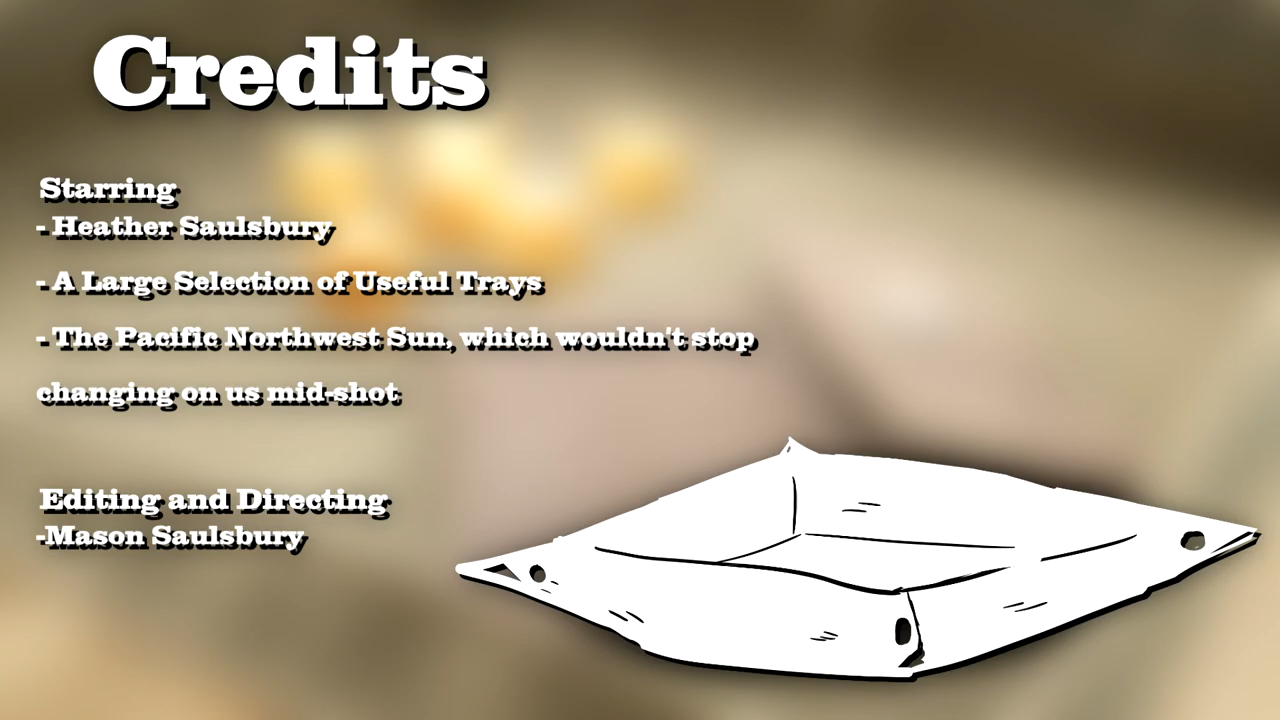 Credits
Starring
- Heather Saulsbury
- A Large Selection of Useful Trays
- The Pacific Northwest Sun, which wouldn't stop
changing on us mid-shot
Editing and Directing
-Mason Saulsbury